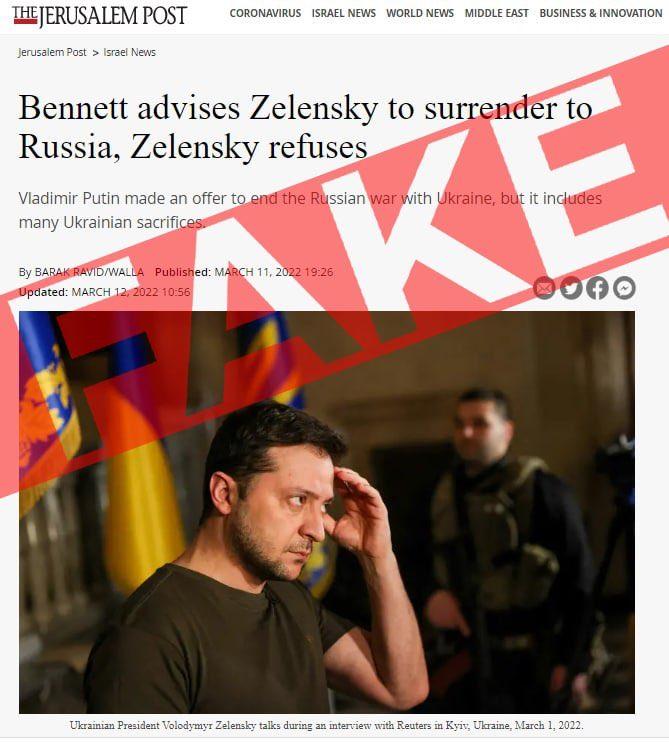 THE JERUSALEM POST
CORONAVIRUS ISRAEL NEWS WORLD NEWS MIDDLE EAST BUSINESS & INNOVATION
Jerusalem Post > Israel News
Bennett advises Zelensky to surrender to
Russia, Zelensky refuses
Vladimir Putin made an offer to end the Russian war with Ukraine, but it includes
many Ukrainian sacrifices.
By BARAK RAVID/WALLA Published: MARCH 11, 2022 19:26
Updated: MARCH 12, 2022 10:56
FAKE
Ukrainian President Volodymyr Zelensky talks during an interview with Reuters in Kyiv, Ukraine, March 1, 2022.